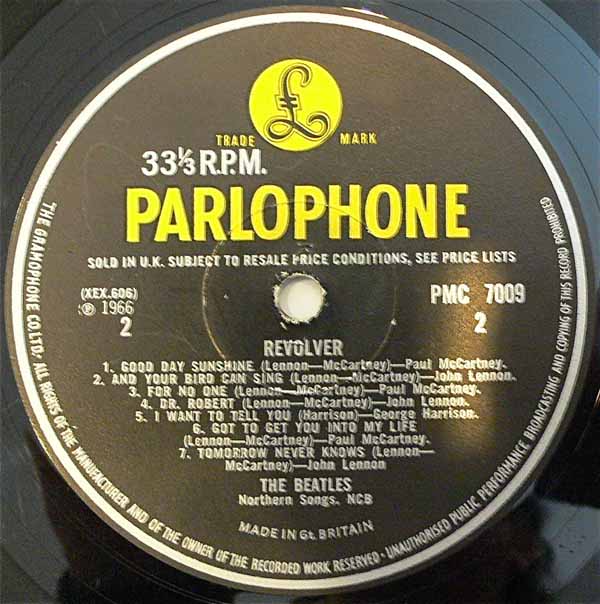 £
TRADE MARK
33⅓ R.P.M.
PARLOPHONE
SOLD IN U.K. SUBJECT TO RESALE PRICE CONDITIONS, SEE PRICE LISTS
(XEX.606)
℗ 1966
2
PMC 7009
2
REVOLVER
1. GOOD DAY SUNSHINE (Lennon—McCartney)—Paul McCartney.
2. AND YOUR BIRD CAN SING (Lennon—McCartney)—John Lennon.
3. FOR NO ONE (Lennon—McCartney)—Paul McCartney.
4. DR. ROBERT (Lennon—McCartney)—John Lennon.
5. I WANT TO TELL YOU (Harrison)—George Harrison.
6. GOT TO GET YOU INTO MY LIFE
(Lennon—McCartney)—Paul McCartney.
7. TOMORROW NEVER KNOWS (Lennon—
McCartney)—John Lennon
THE BEATLES
Northern Songs, NCB
MADE IN Gt. BRITAIN
THE GRAMOPHONE CO. LTD · ALL RIGHTS OF THE MANUFACTURER AND OF THE OWNER OF THE RECORDED WORK RESERVED · UNAUTHORISED PUBLIC PERFORMANCE BROADCASTING AND COPYING OF THIS RECORD PROHIBITED